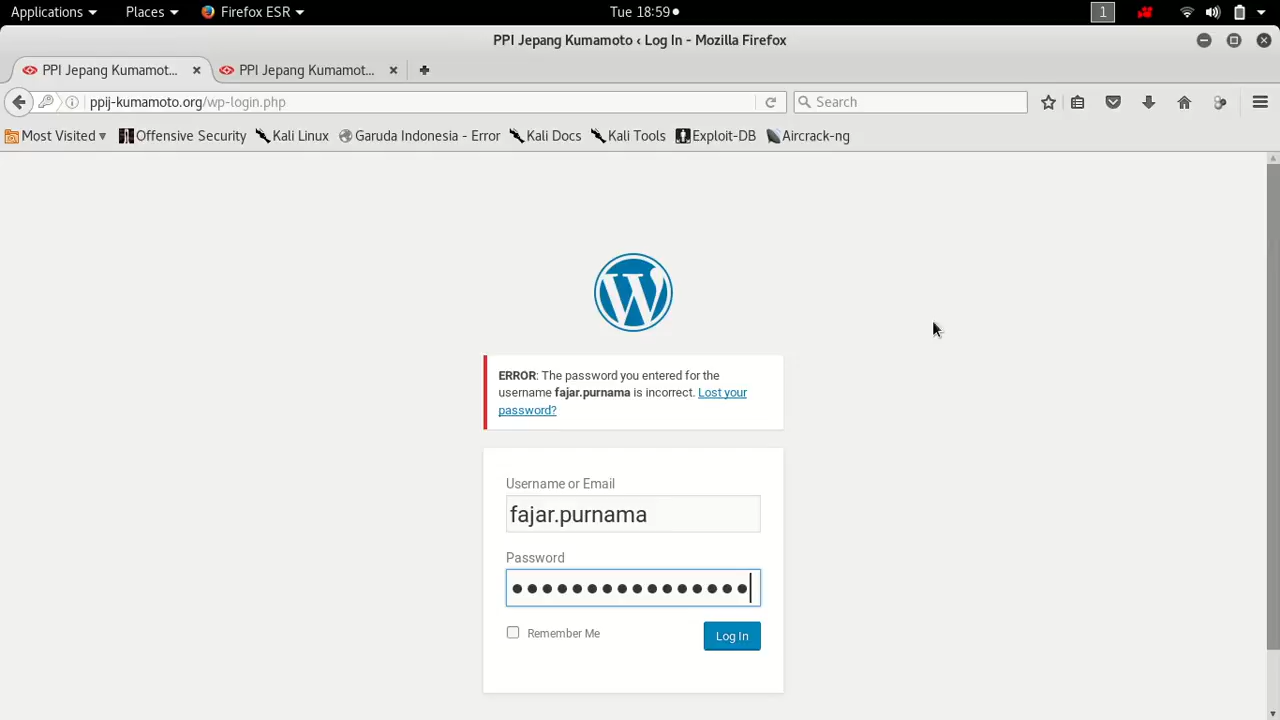 Applications Places Firefox ESR Tue 18:59 1
PPI Jepang Kumamoto ‹ Log In - Mozilla Firefox
PPI Jepang Kumamot... PPI Jepang Kumamot...
ppij-kumamoto.org/wp-login.php Search
Most Visited Offensive Security Kali Linux Garuda Indonesia - Error Kali Docs Kali Tools Exploit-DB Aircrack-ng
ERROR: The password you entered for the
username fajar.purnama is incorrect. Lost your
password?
Username or Email
fajar.purnama
Password
Remember Me Log In